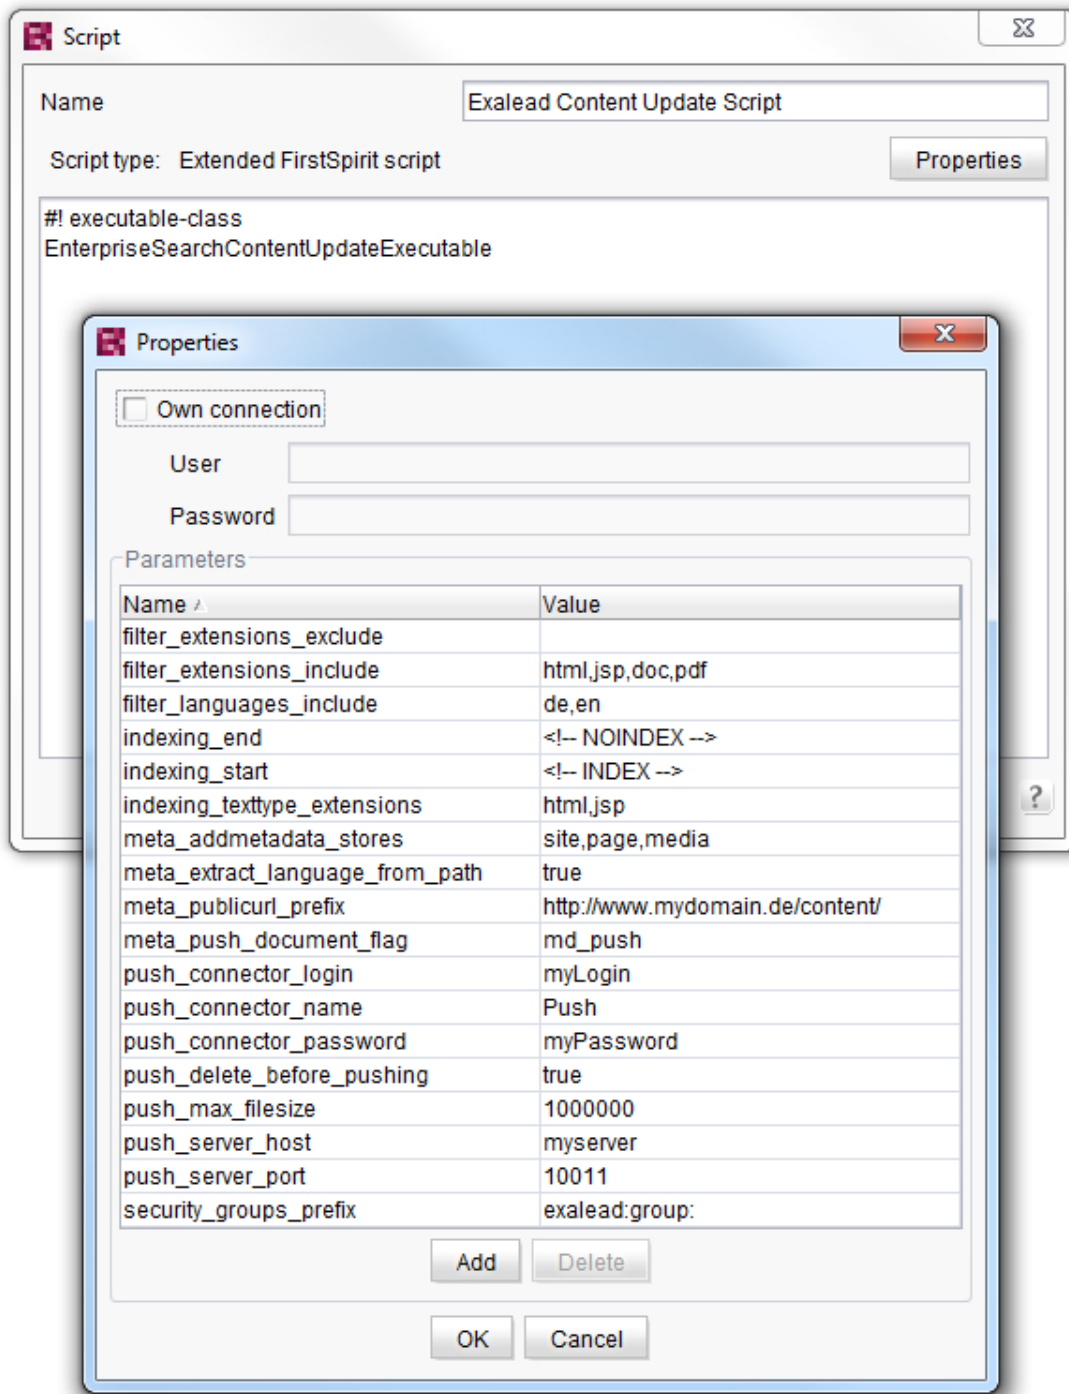 Script
Name Exalead Content Update Script
Script type: Extended FirstSpirit script Properties
#! executable-class
EnterpriseSearchContentUpdateExecutable
Properties
Own connection
User
Password
Parameters
Name Value
filter_extensions_exclude
filter_extensions_include html,jsp,doc,pdf
filter_languages_include de,en
indexing_end <!-- NOINDEX -->
indexing_start <!-- INDEX -->
indexing_texttype_extensions html,jsp
meta_addmetadata_stores site,page,media
meta_extract_language_from_path true
meta_publicurl_prefix http://www.mydomain.de/content/
meta_push_document_flag md_push
push_connector_login myLogin
push_connector_name Push
push_connector_password myPassword
push_delete_before_pushing true
push_max_filesize 1000000
push_server_host myserver
push_server_port 10011
security_groups_prefix exalead:group:
Add Delete
OK Cancel
?